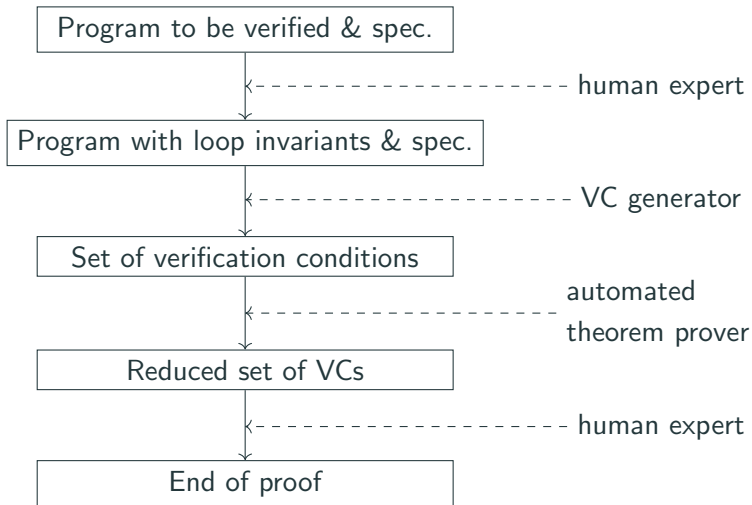 Program to be verified & spec.
human expert
Program with loop invariants & spec.
VC generator
Set of verification conditions
automated
theorem prover
Reduced set of VCs
human expert
End of proof